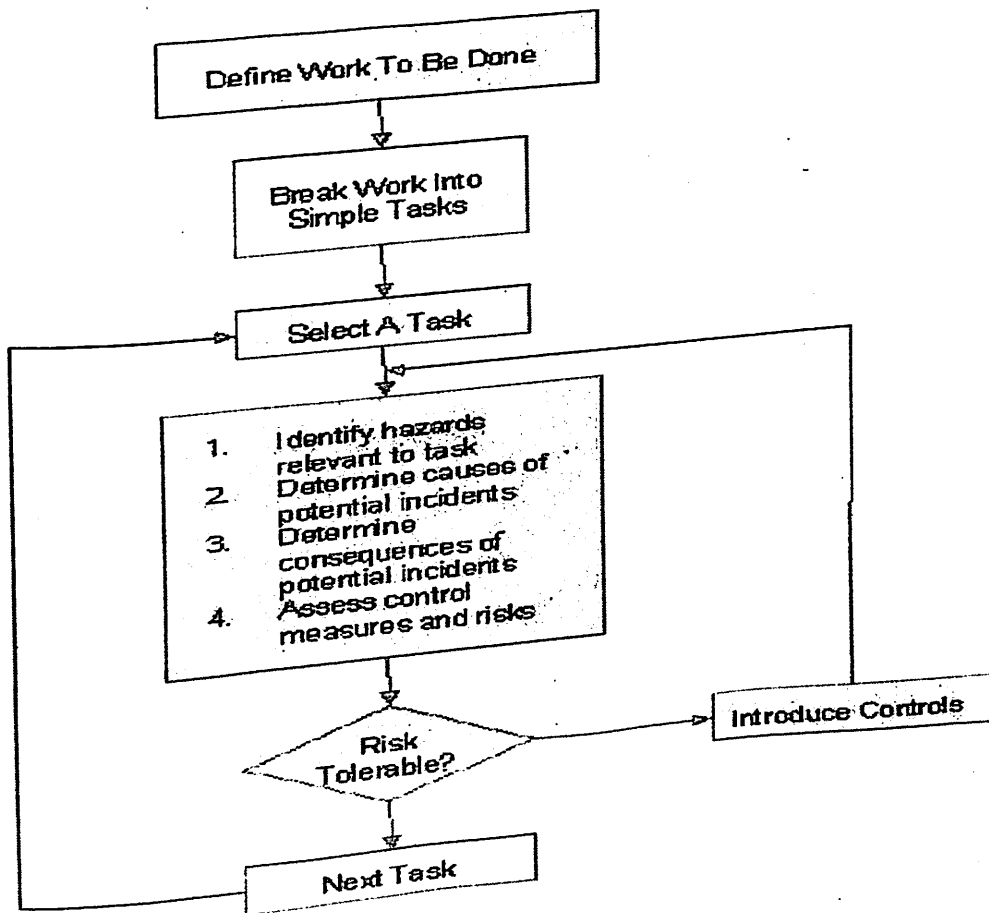 Define Work To Be Done
Break Work Into
Simple Tasks
Select A Task
1. Identify hazards
relevant to task
2. Determine causes of
potential incidents
3. Determine
consequences of
potential incidents
4. Assess control
measures and risks
Risk
Tolerable?
Introduce Controls
Next Task